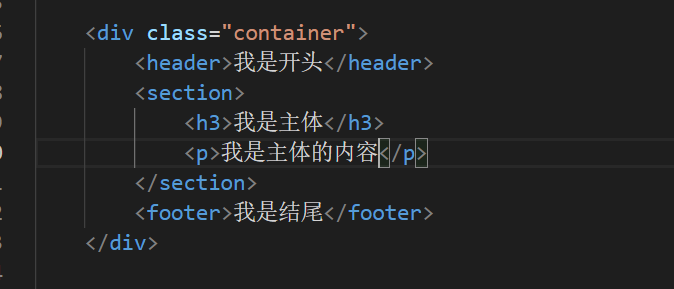 <div class="container">
<header>我是开头</header>
<section>
<h3>我是主体</h3>
<p>我是主体的内容</p>
</section>
<footer>我是结尾</footer>
</div>